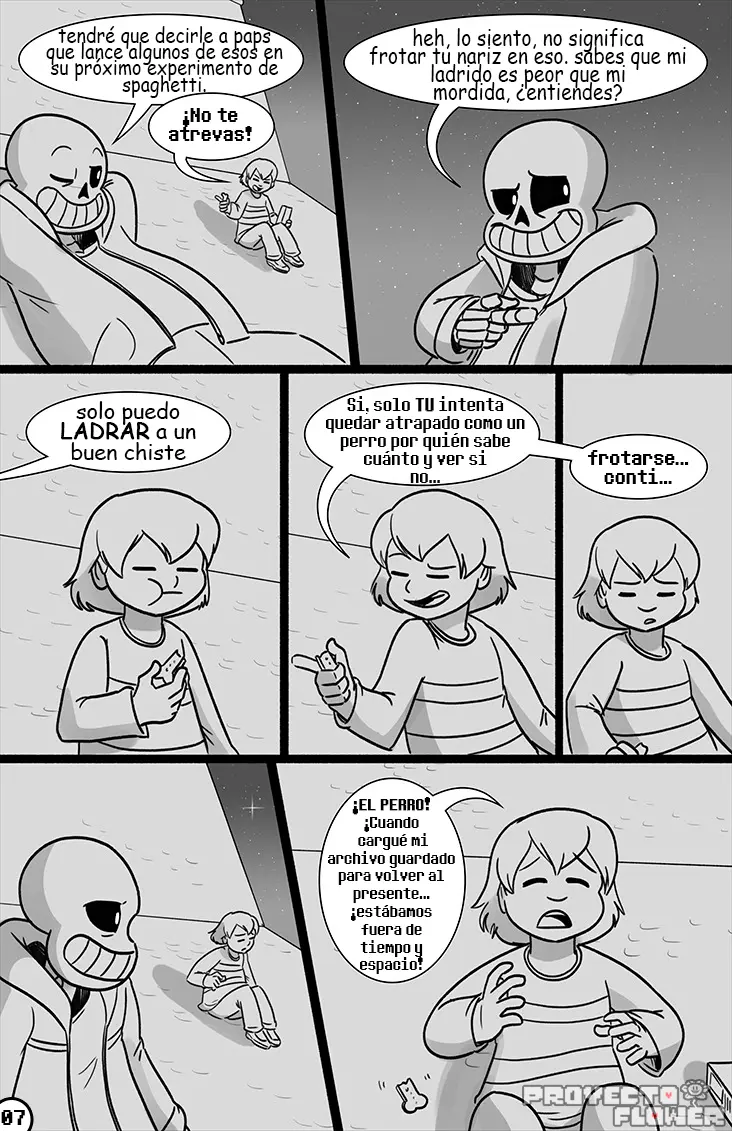 tendré que decirle a paps
que lance algunos de esos en
su próximo experimento de
spaghetti.
¡No te
atrevas!
heh, lo siento, no significa
frotar tu nariz en eso. sabes que mi
ladrido es peor que mi
mordida, ¿entiendes?
solo puedo
LADRAR a un
buen chiste
Si, solo TU intenta
quedar atrapado como un
perro por quién sabe
cuánto y ver si
no...
frotarse...
conti...
¡EL PERRO!
¡Cuando
cargué mi
archivo guardado
para volver al
presente...
¡estábamos
fuera de
tiempo y
espacio!
07
PROYECTO
FLOWER